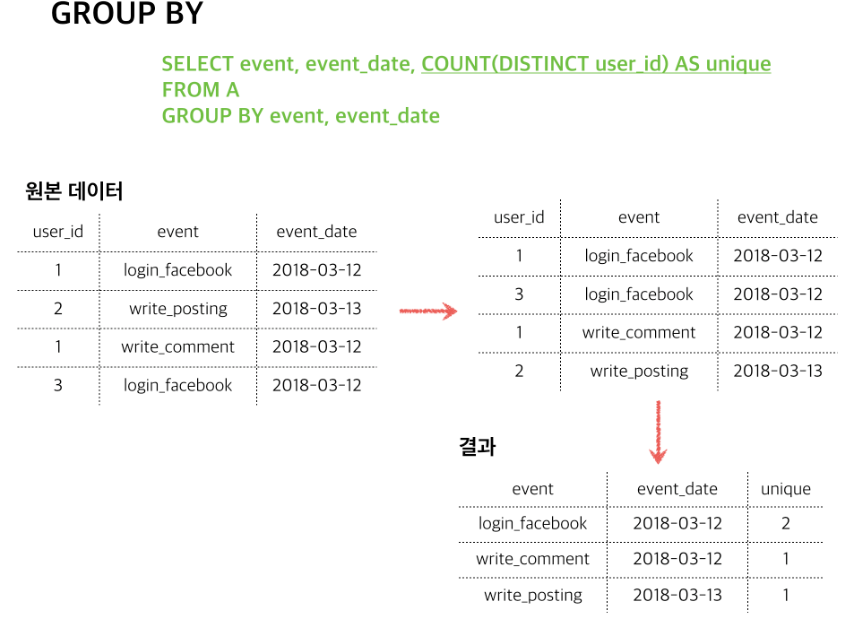 GROUP BY
SELECT event, event_date, COUNT(DISTINCT user_id) AS unique
FROM A
GROUP BY event, event_date
원본 데이터
user_id event event_date
1 login_facebook 2018-03-12
2 write_posting 2018-03-13
1 write_comment 2018-03-12
3 login_facebook 2018-03-12
user_id event event_date
1 login_facebook 2018-03-12
3 login_facebook 2018-03-12
1 write_comment 2018-03-12
2 write_posting 2018-03-13
결과
event event_date unique
login_facebook 2018-03-12 2
write_comment 2018-03-12 1
write_posting 2018-03-13 1